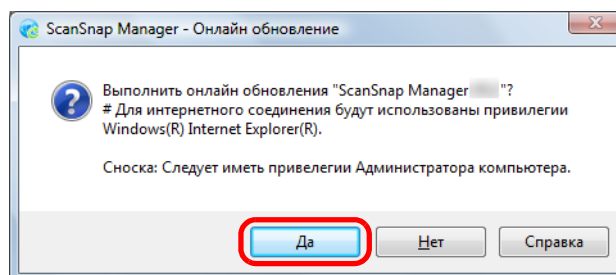 ScanSnap Manager - Онлайн обновление
Выполнить онлайн обновления "ScanSnap Manager "?
# Для интернетного соединения будут использованы привилегии
Windows(R) Internet Explorer(R).
Сноска: Следует иметь привелегии Администратора компьютера.
Да Нет Справка